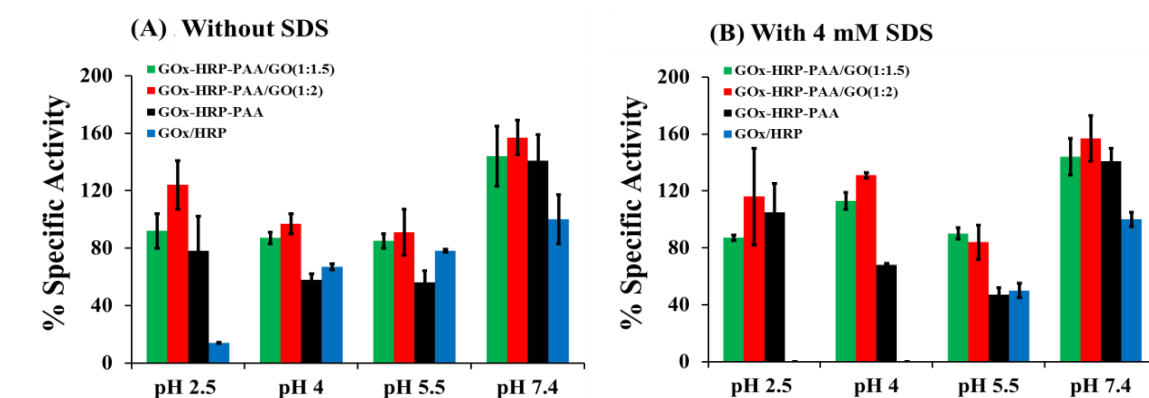 (A) Without SDS
% Specific Activity
200
160
120
80
40
0
GOx-HRP-PAA/GO(1:1.5)
GOx-HRP-PAA/GO(1:2)
GOx-HRP-PAA
GOx/HRP
pH 2.5 pH 4 pH 5.5 pH 7.4
(B) With 4 mM SDS
% Specific Activity
200
160
120
80
40
0
GOx-HRP-PAA/GO(1:1.5)
GOx-HRP-PAA/GO(1:2)
GOx-HRP-PAA
GOx/HRP
pH 2.5 pH 4 pH 5.5 pH 7.4